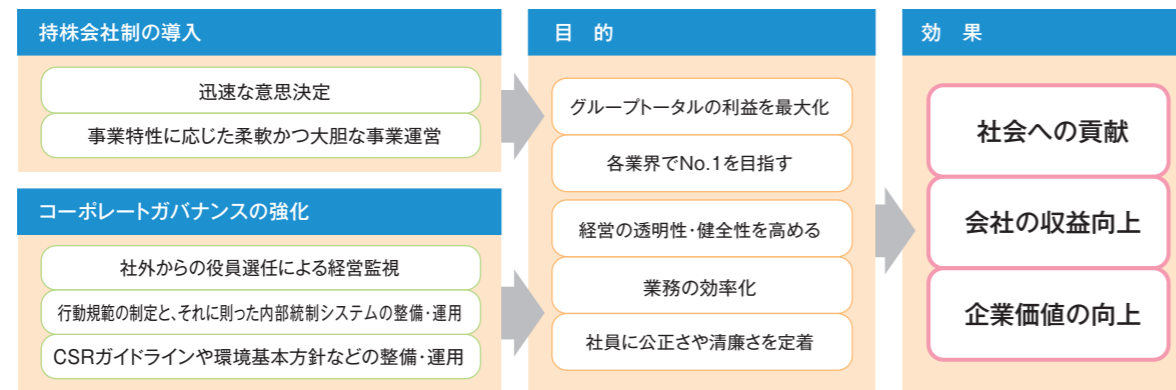 持株会社制の導入
迅速な意思決定
事業特性に応じた柔軟かつ大胆な事業運営
コーポレートガバナンスの強化
社外からの役員選任による経営監視
行動規範の制定と、それに則った内部統制システムの整備・運用
CSRガイドラインや環境基本方針などの整備・運用
目 的
グループトータルの利益を最大化
各業界でNo.1を目指す
経営の透明性・健全性を高める
業務の効率化
社員に公正さや清廉さを定着
効 果
社会への貢献
会社の収益向上
企業価値の向上